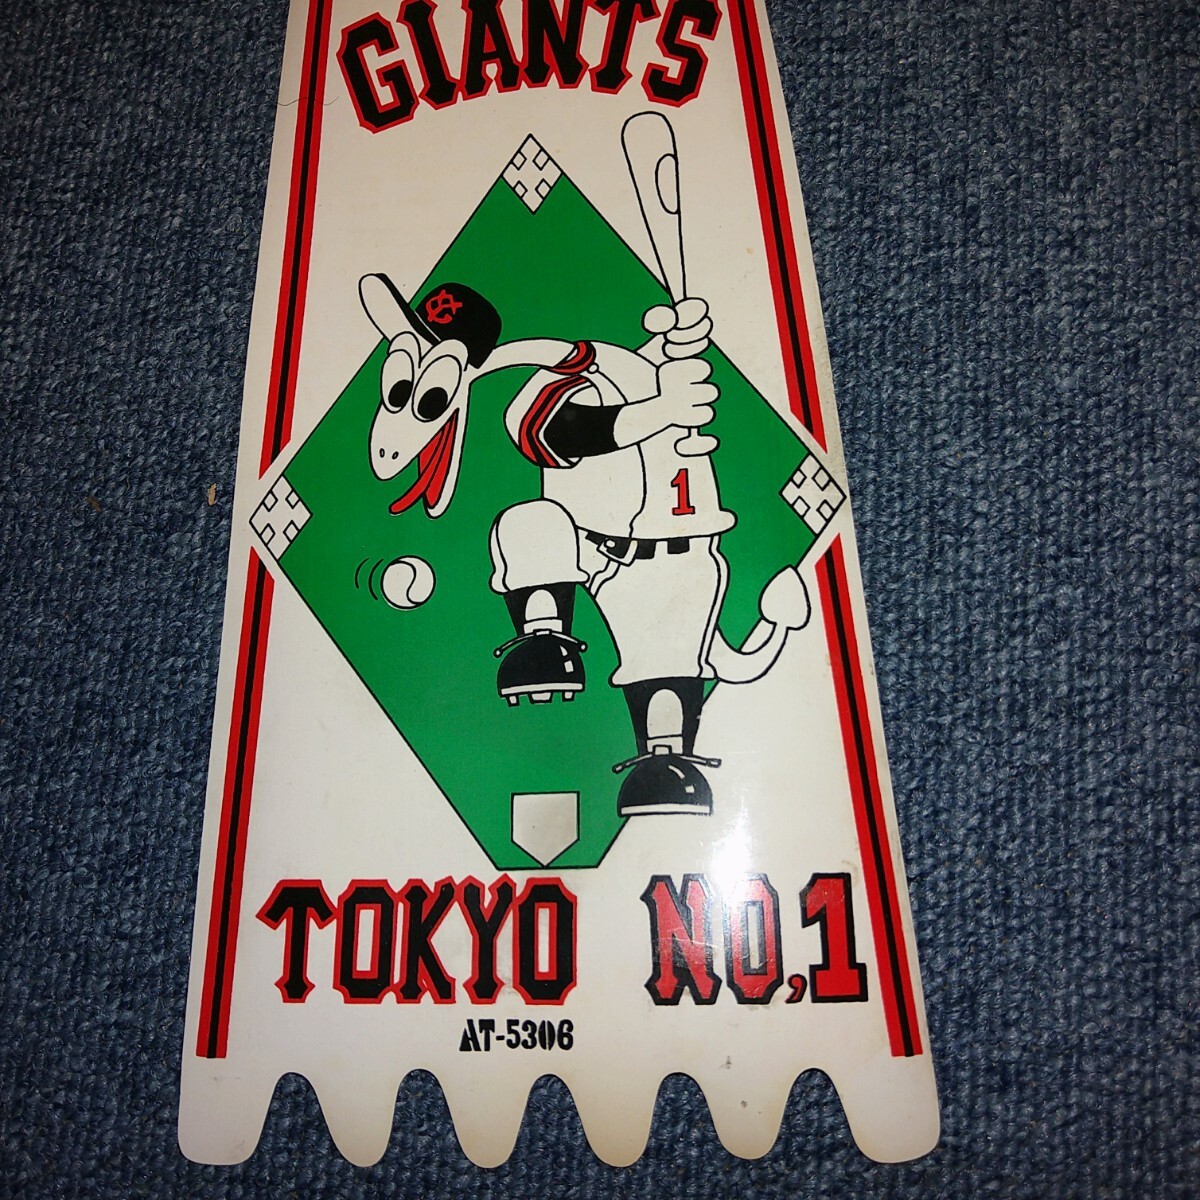 GIANTS
1
TOKYO NO,1
AT-5306